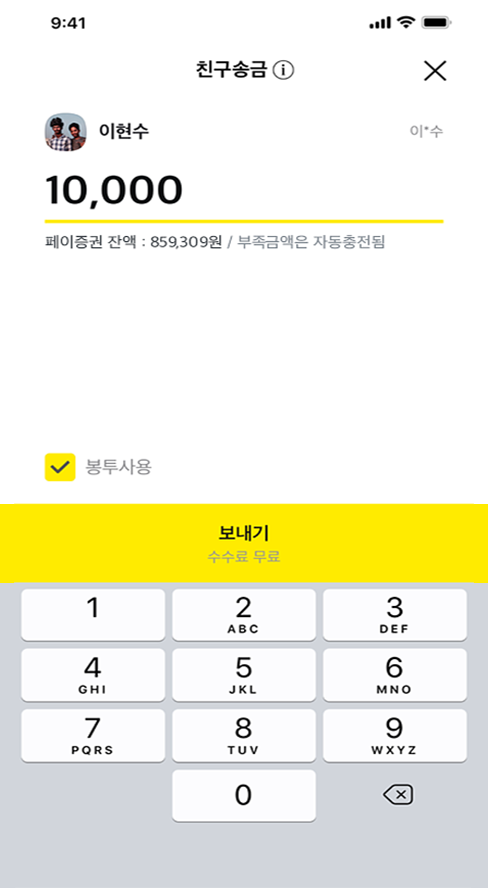 9:41
친구송금 i
이현수 이*수
10,000
페이증권 잔액 : 859,309원 / 부족금액은 자동충전됨
봉투사용
보내기
수수료 무료
1 2 3
ABC DEF
4 5 6
GHI JKL MNO
7 8 9
PQRS TUV WXYZ
0